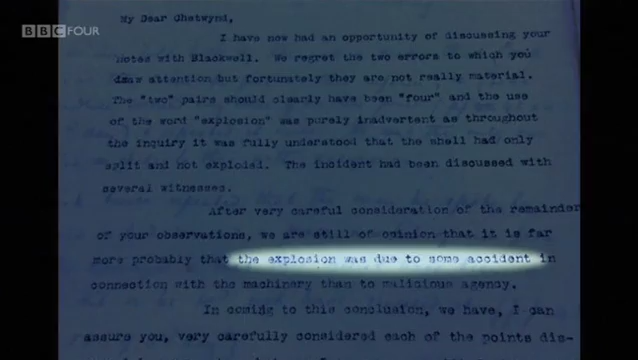 BBC FOUR
My Dear Chetwynd,
I have now had an opportunity of discussing your
Notes with Blackwell. We regret the two errors to which you
draw attention but fortunately they are not really material.
The "two" pairs should clearly have been "four" and the use
of the word "explosion" was purely inadvertent as throughout
the inquiry it was fully understood that the shell had only
split and not exploded. The incident had been discussed with
several witnesses.
After very careful consideration of the remainder
of your observations, we are still of opinion that it is far
more probably that the explosion was due to some accident in
connection with the machinery than to malicious agency.
In coming to this conclusion, we have, I can
assure you, very carefully considered each of the points dis-